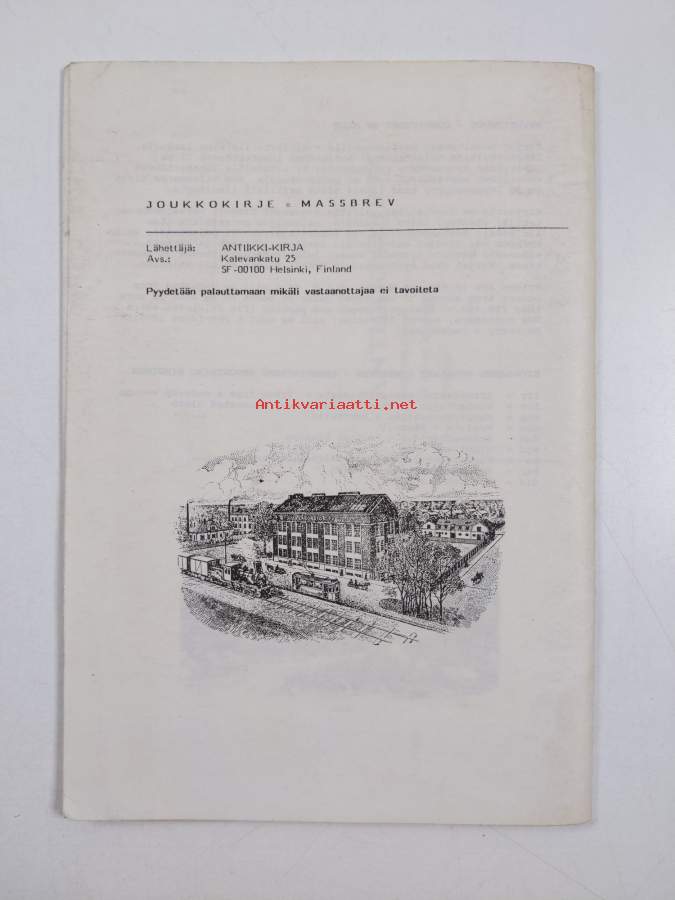 JOUKKOKIRJE • MASSBREV
Lähettäjä: ANTIIKKI-KIRJA
Avs.: Kalevankatu 25
SF-00100 Helsinki, Finland
Pyydetään palauttamaan mikäli vastaanottajaa ei tavoiteta
Antikvariaatti.net